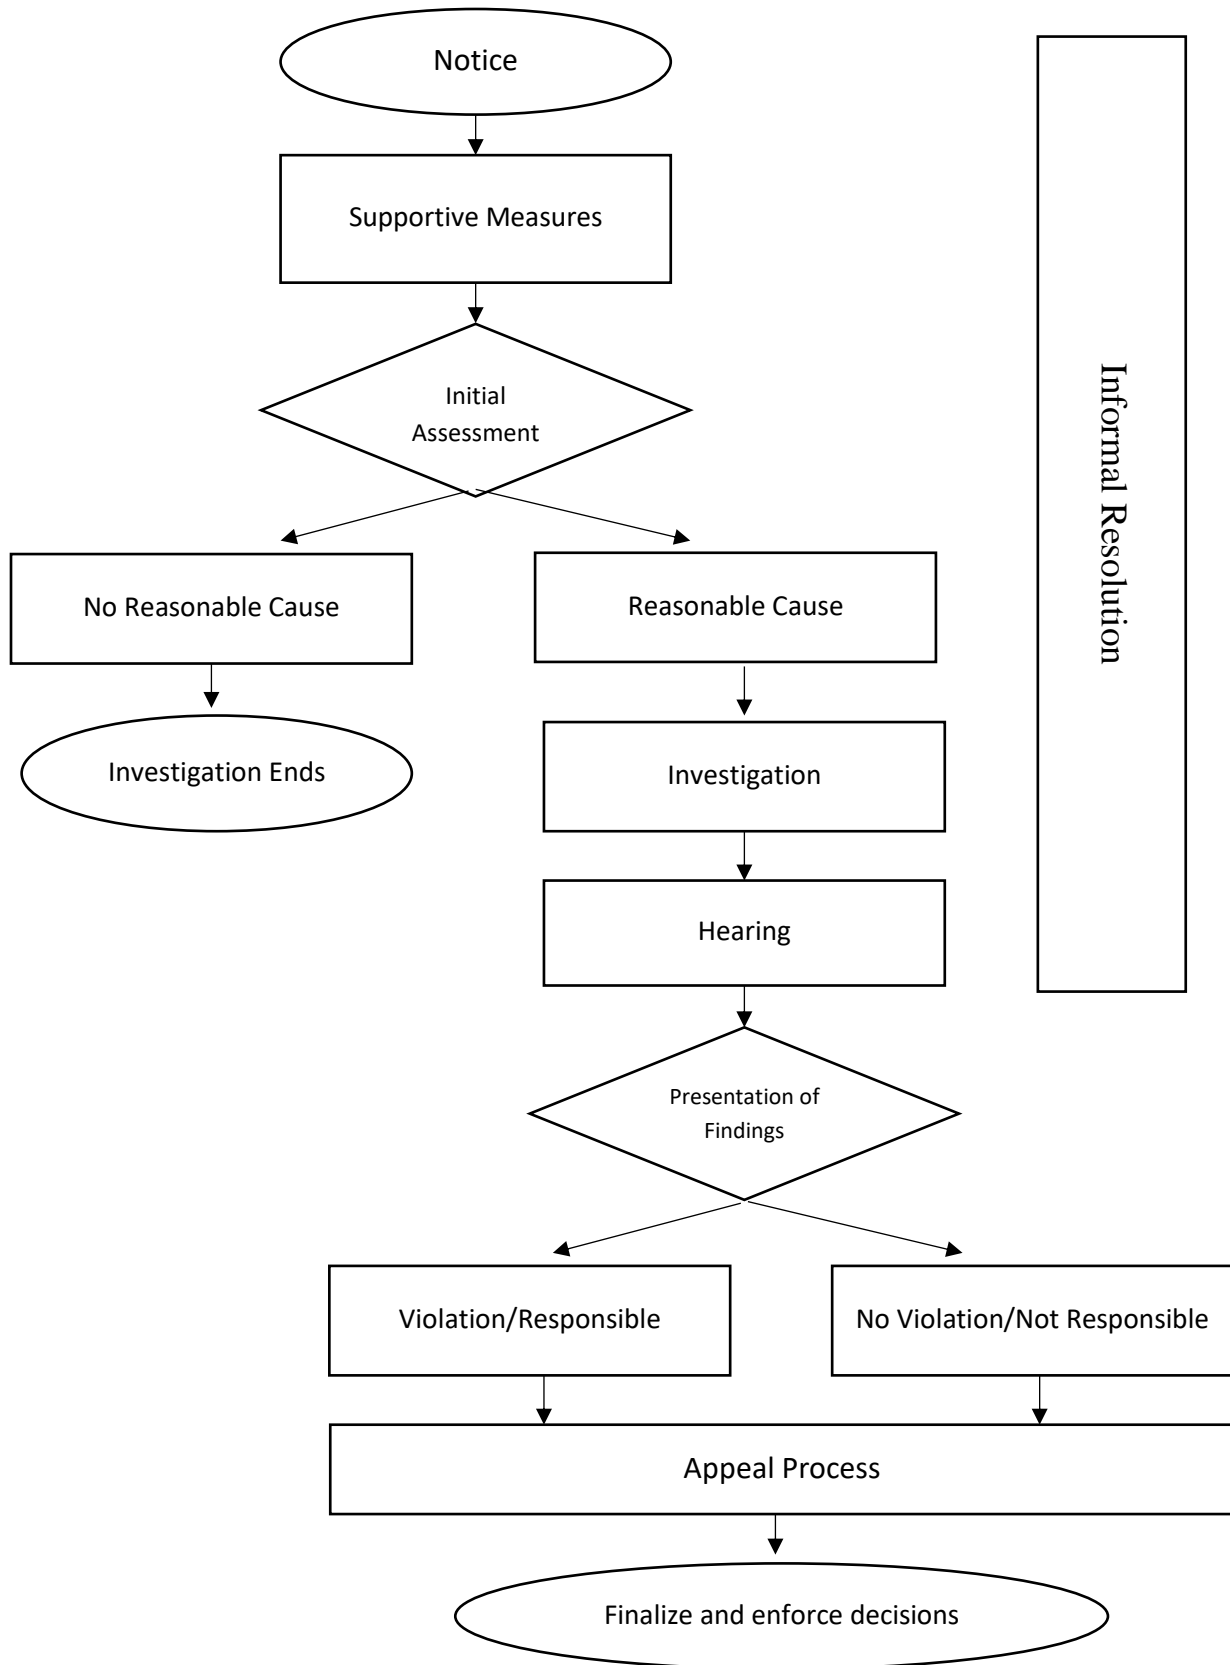 Notice
Supportive Measures
Initial
Assessment
No Reasonable Cause
Reasonable Cause
Investigation Ends
Investigation
Hearing
Presentation of
Findings
Violation/Responsible
No Violation/Not Responsible
Appeal Process
Finalize and enforce decisions
Informal Resolution